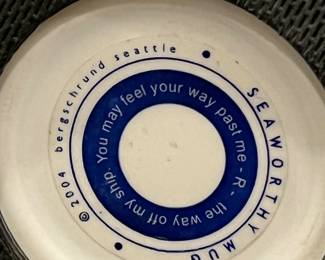 © 2004 bergschrund seattle
SEAWORTHY MUG
You may feel your way past me - R - the way off my ship.